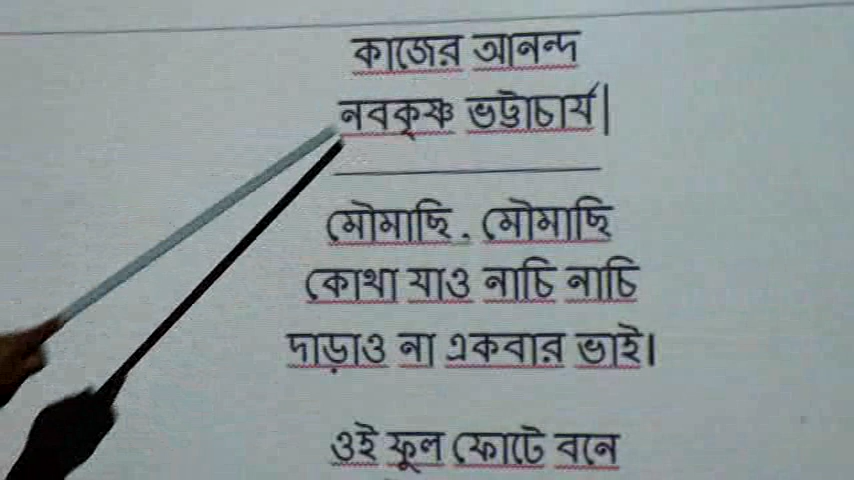 কাজের আনন্দ
নবকৃষ্ণ ভট্টাচার্য|
মৌমাছি, মৌমাছি
কোথা যাও নাচি নাচি
দাড়াও না একবার ভাই।
ওই ফুল ফোটে বনে